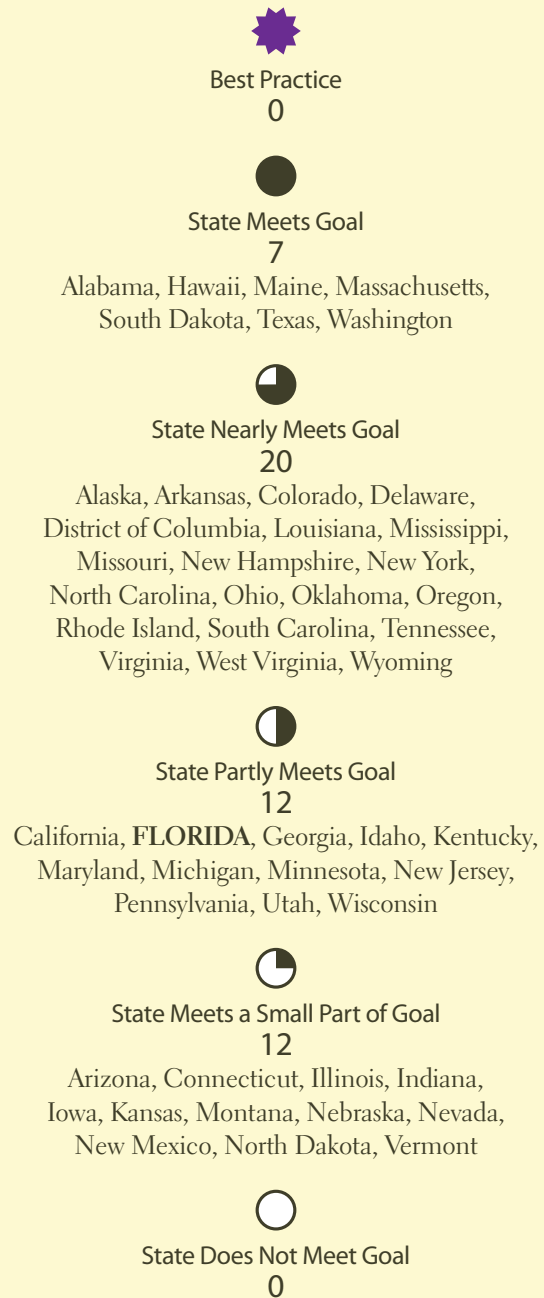 Best Practice
0
State Meets Goal
7
Alabama, Hawaii, Maine, Massachusetts,
South Dakota, Texas, Washington
State Nearly Meets Goal
20
Alaska, Arkansas, Colorado, Delaware,
District of Columbia, Louisiana, Mississippi,
Missouri, New Hampshire, New York,
North Carolina, Ohio, Oklahoma, Oregon,
Rhode Island, South Carolina, Tennessee,
Virginia, West Virginia, Wyoming
State Partly Meets Goal
12
California, FLORIDA, Georgia, Idaho, Kentucky,
Maryland, Michigan, Minnesota, New Jersey,
Pennsylvania, Utah, Wisconsin
State Meets a Small Part of Goal
12
Arizona, Connecticut, Illinois, Indiana,
Iowa, Kansas, Montana, Nebraska, Nevada,
New Mexico, North Dakota, Vermont
State Does Not Meet Goal
0